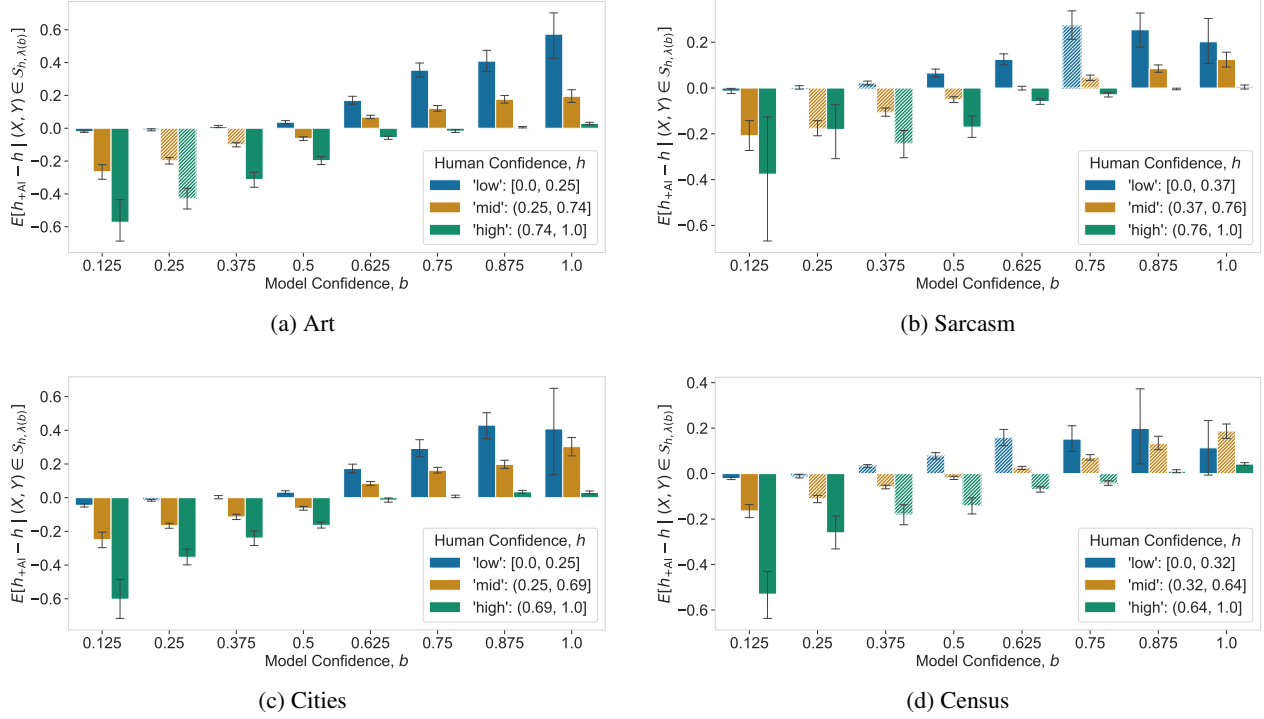 E[h+AI − h | (X, Y) ∈ Sh, λ(b)]
0.6
0.4
0.2
0.0
−0.2
−0.4
−0.6
Human Confidence, h
'low': [0.0, 0.25]
'mid': (0.25, 0.74]
'high': (0.74, 1.0]
0.125 0.25 0.375 0.5 0.625 0.75 0.875 1.0
Model Confidence, b
(a) Art
E[h+AI − h | (X, Y) ∈ Sh, λ(b)]
0.2
0.0
−0.2
−0.4
−0.6
Human Confidence, h
'low': [0.0, 0.37]
'mid': (0.37, 0.76]
'high': (0.76, 1.0]
0.125 0.25 0.375 0.5 0.625 0.75 0.875 1.0
Model Confidence, b
(b) Sarcasm
E[h+AI − h | (X, Y) ∈ Sh, λ(b)]
0.6
0.4
0.2
0.0
−0.2
−0.4
−0.6
Human Confidence, h
'low': [0.0, 0.25]
'mid': (0.25, 0.69]
'high': (0.69, 1.0]
0.125 0.25 0.375 0.5 0.625 0.75 0.875 1.0
Model Confidence, b
(c) Cities
E[h+AI − h | (X, Y) ∈ Sh, λ(b)]
0.4
0.2
0.0
−0.2
−0.4
−0.6
Human Confidence, h
'low': [0.0, 0.32]
'mid': (0.32, 0.64]
'high': (0.64, 1.0]
0.125 0.25 0.375 0.5 0.625 0.75 0.875 1.0
Model Confidence, b
(d) Census